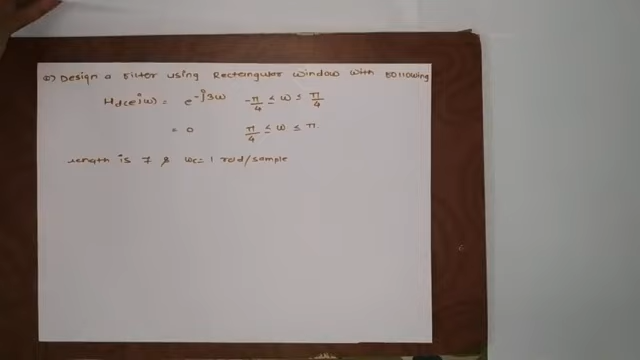 Q) Design a Filter using Rectangular window with following
Hd(e^jω) = e^-j3ω -π/4 ≤ ω ≤ π/4
= 0 π/4 ≤ ω ≤ π.
length is 7 & ωc = 1 rad/sample